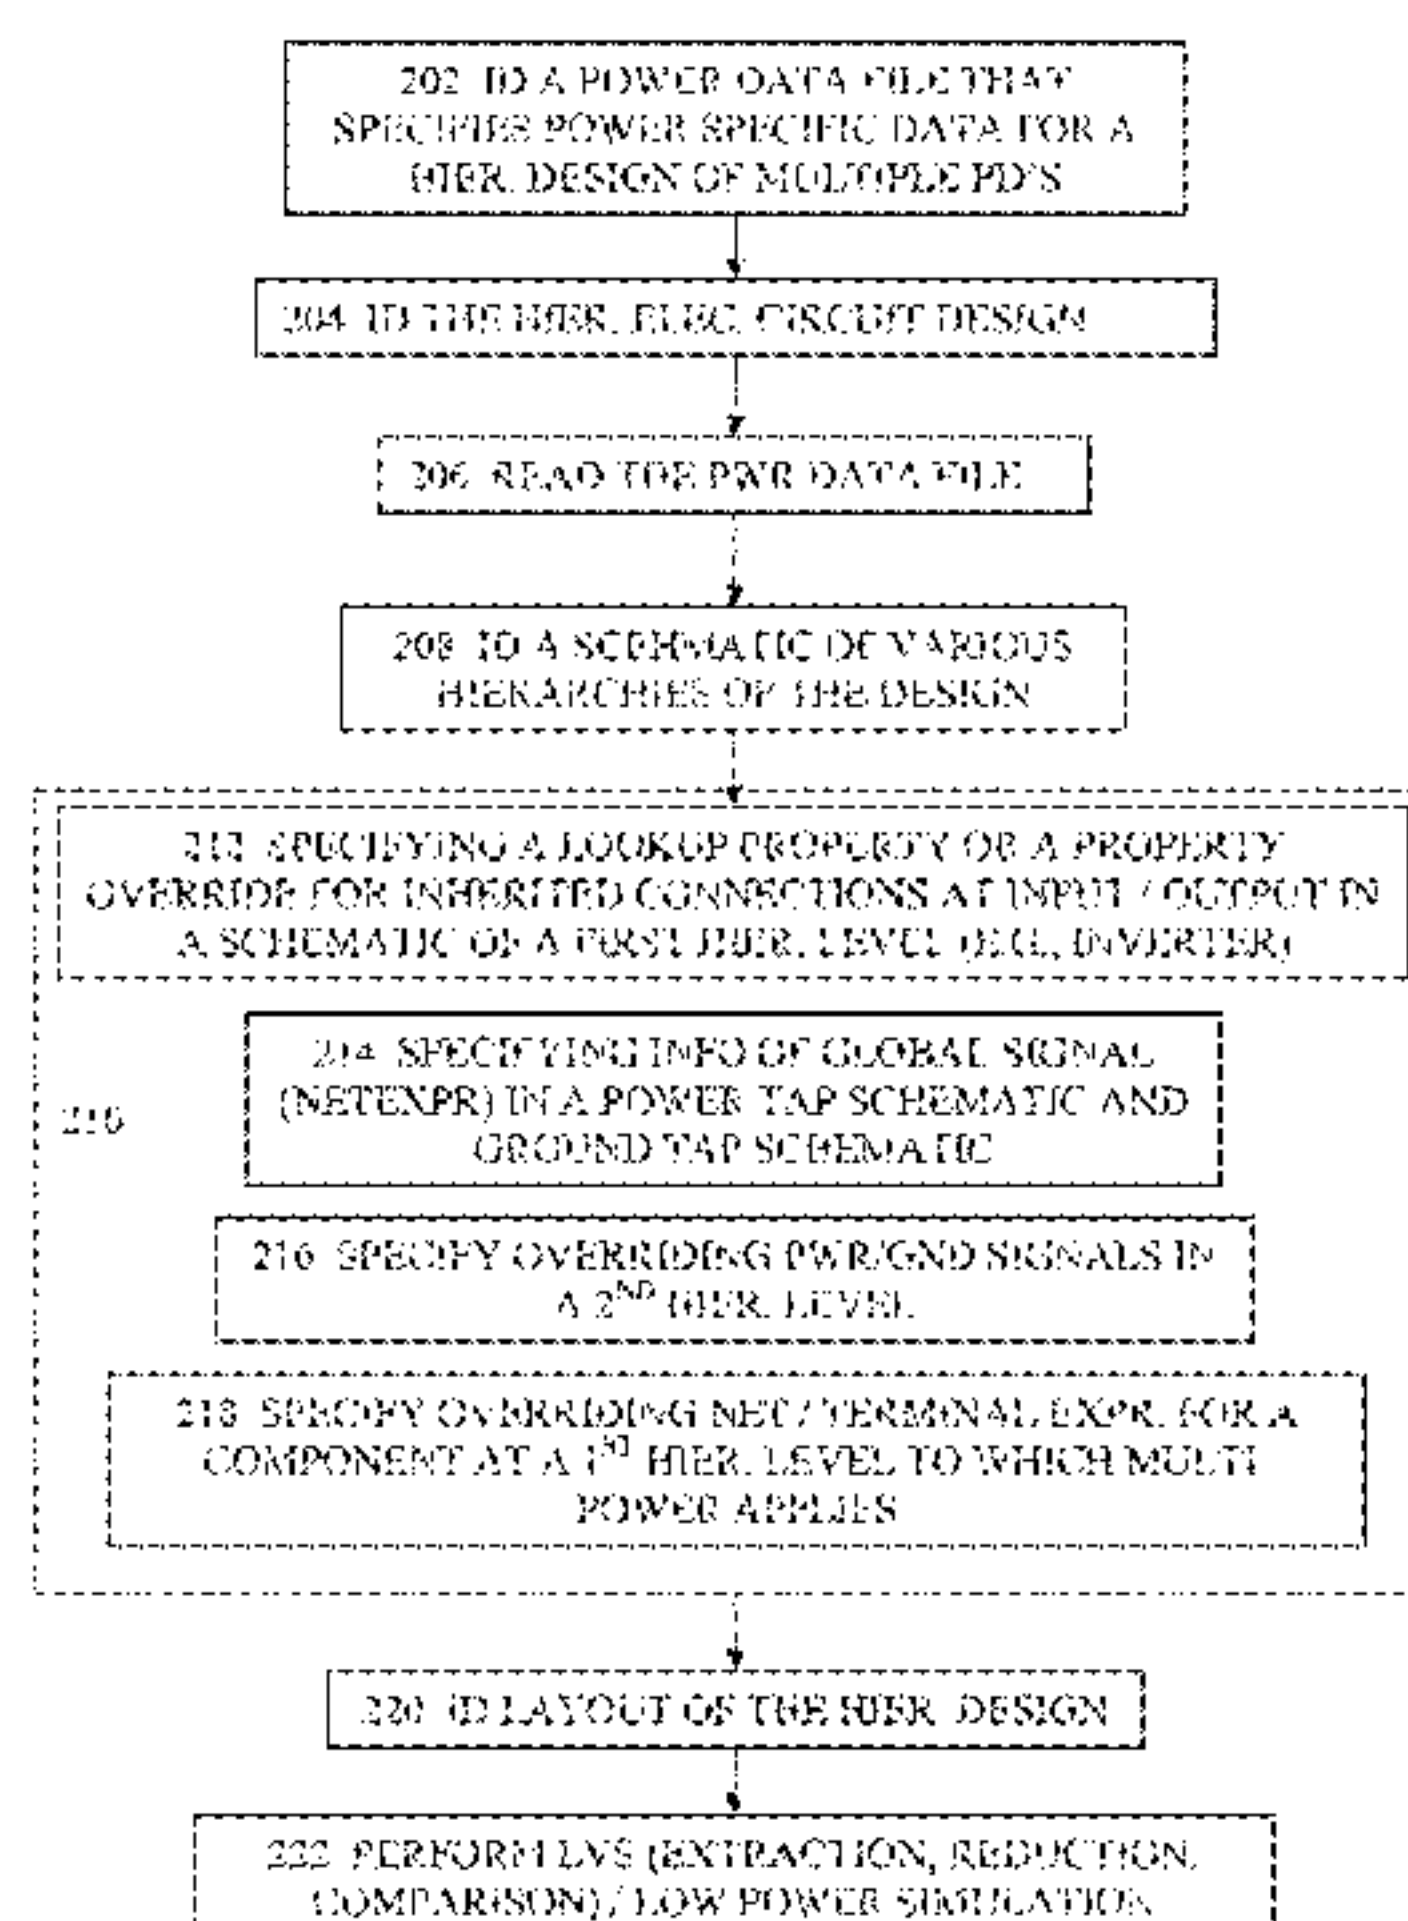 202 ID A POWER DATA FILE THAT
SPECIFIES POWER SPECIFIC DATA FOR A
HIER. DESIGN OF MULTIPLE PD'S
204 ID THE HIER. ELEC. CIRCUIT DESIGN
206 READ THE PWR DATA FILE
208 ID A SCEHMATIC OF VARIOUS
HIERARCHIES OF THE DESIGN
212 SPECIFYING A LOOKUP PROPERTY OR A PROPERTY
OVERRIDE FOR INHERITED CONNECTIONS AT INPUT / OUTPUT IN
A SCHEMATIC OF A FIRST HIER. LEVEL (E.G., INVERTER)
214 SPECIFYING INFO OF GLOBAL SIGNAL
(NETEXPR) IN A POWER TAP SCHEMATIC AND
GROUND TAP SCHEMATIC
210
216 SPECIFY OVERRIDING PWR/GND SIGNALS IN
A 2ND HIER. LEVEL
218 SPECIFY OVERRIDING NET / TERMINAL EXPR. FOR A
COMPONENT AT A 1ST HIER. LEVEL TO WHICH MULTI
POWER APPLIES
220 ID LAYOUT OF THE HIER. DESIGN
222 PERFORM LVS (EXTRACTION, REDUCTION,
COMPARISON) / LOW POWER SIMULATION